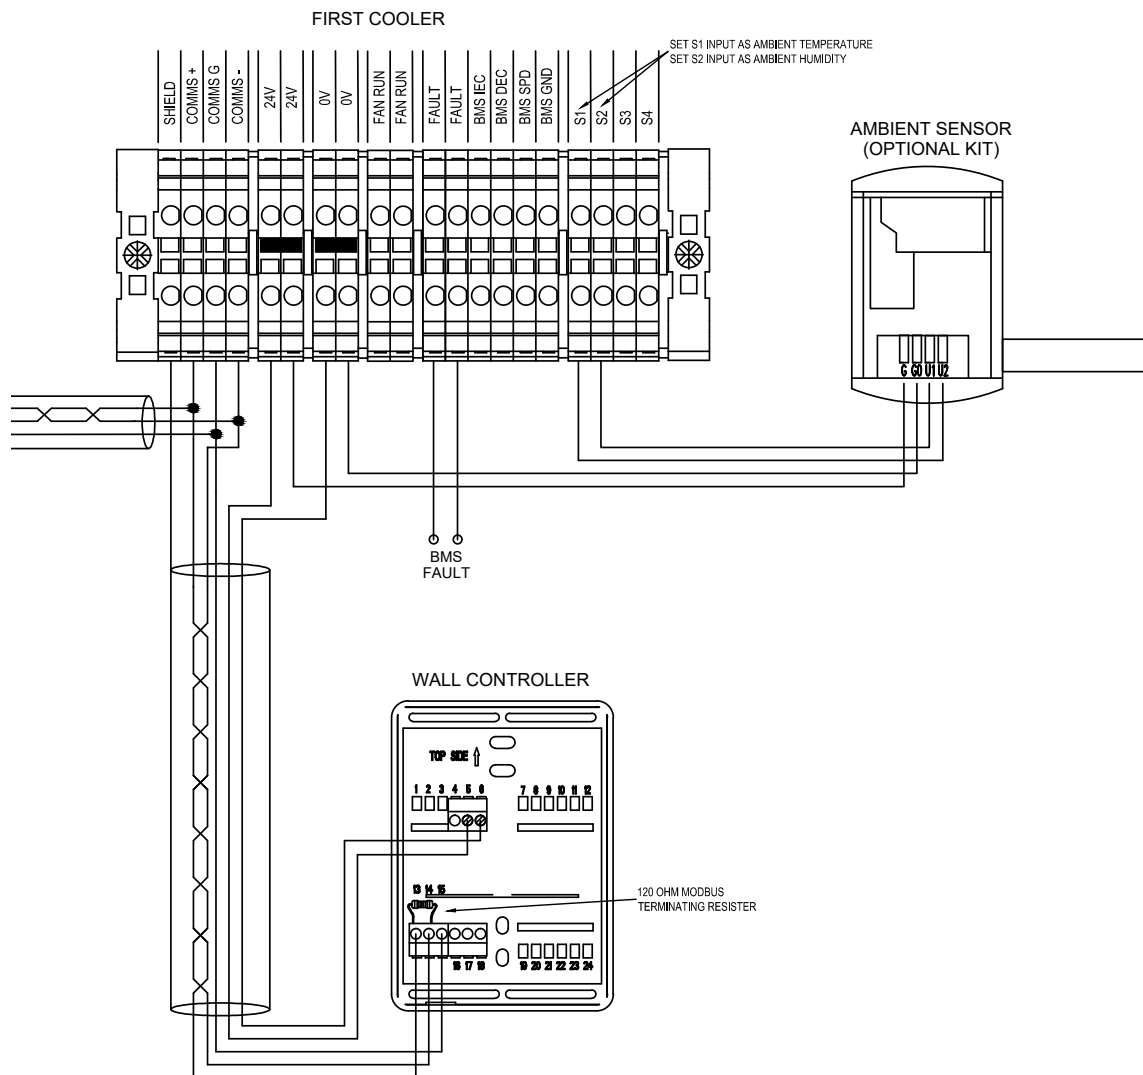 FIRST COOLER
SET S1 INPUT AS AMBIENT TEMPERATURE
SET S2 INPUT AS AMBIENT HUMIDITY
SHIELD
COMMS +
COMMS G
COMMS -
24V
24V
0V
0V
FAN RUN
FAN RUN
FAULT
FAULT
BMS IEC
BMS DEC
BMS SPD
BMS GND
S1
S2
S3
S4
AMBIENT SENSOR
(OPTIONAL KIT)
G G0 U1 U2
BMS
FAULT
WALL CONTROLLER
TOP SIDE
1 2 3 4 5 6
7 8 9 10 11 12
13 14 15
120 OHM MODBUS
TERMINATING RESISTER
16 17 18
19 20 21 22 23 24